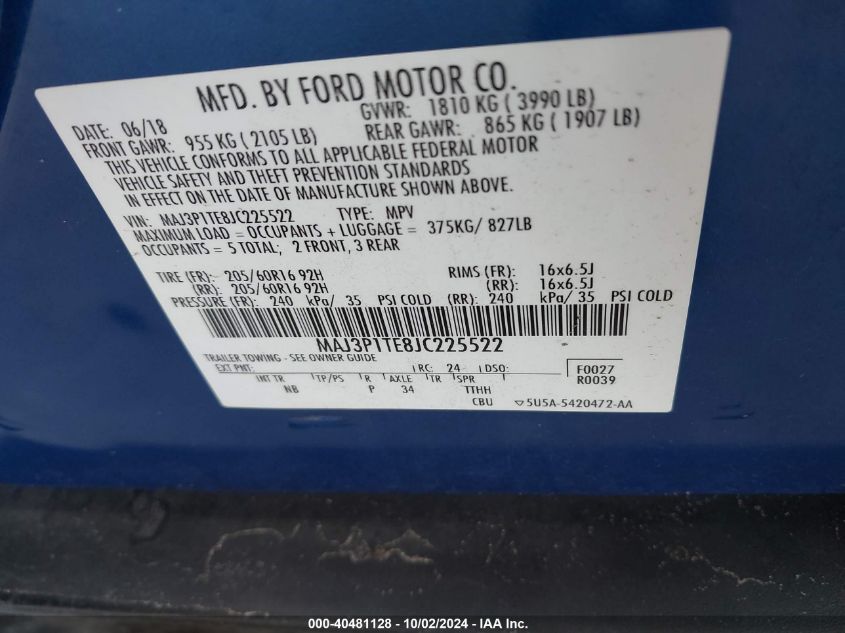 MFD. BY FORD MOTOR CO.
DATE: 06/18 GVWR: 1810 KG ( 3990 LB)
FRONT GAWR: 955 KG ( 2105 LB) REAR GAWR: 865 KG ( 1907 LB)
THIS VEHICLE CONFORMS TO ALL APPLICABLE FEDERAL MOTOR
VEHICLE SAFETY AND THEFT PREVENTION STANDARDS
IN EFFECT ON THE DATE OF MANUFACTURE SHOWN ABOVE.
VIN: MAJ3P1TE8JC225522 TYPE: MPV
MAXIMUM LOAD = OCCUPANTS + LUGGAGE = 375KG/ 827LB
OCCUPANTS = 5 TOTAL; 2 FRONT, 3 REAR
TIRE (FR): 205/60R16 92H RIMS (FR): 16x6.5J
(RR): 205/60R16 92H (RR): 16x6.5J
PRESSURE (FR): 240 kPa/ 35 PSI COLD (RR): 240 kPa/ 35 PSI COLD
MAJ3P1TE8JC225522
TRAILER TOWING - SEE OWNER GUIDE
EXT PNT: RC: 24 DSO: F0027
R0039
INT TR TP/PS R AXLE TR SPR
NB P 34 TTHH
CBU 5U5A-5420472-AA
000-40481128 - 10/02/2024 - IAA Inc.